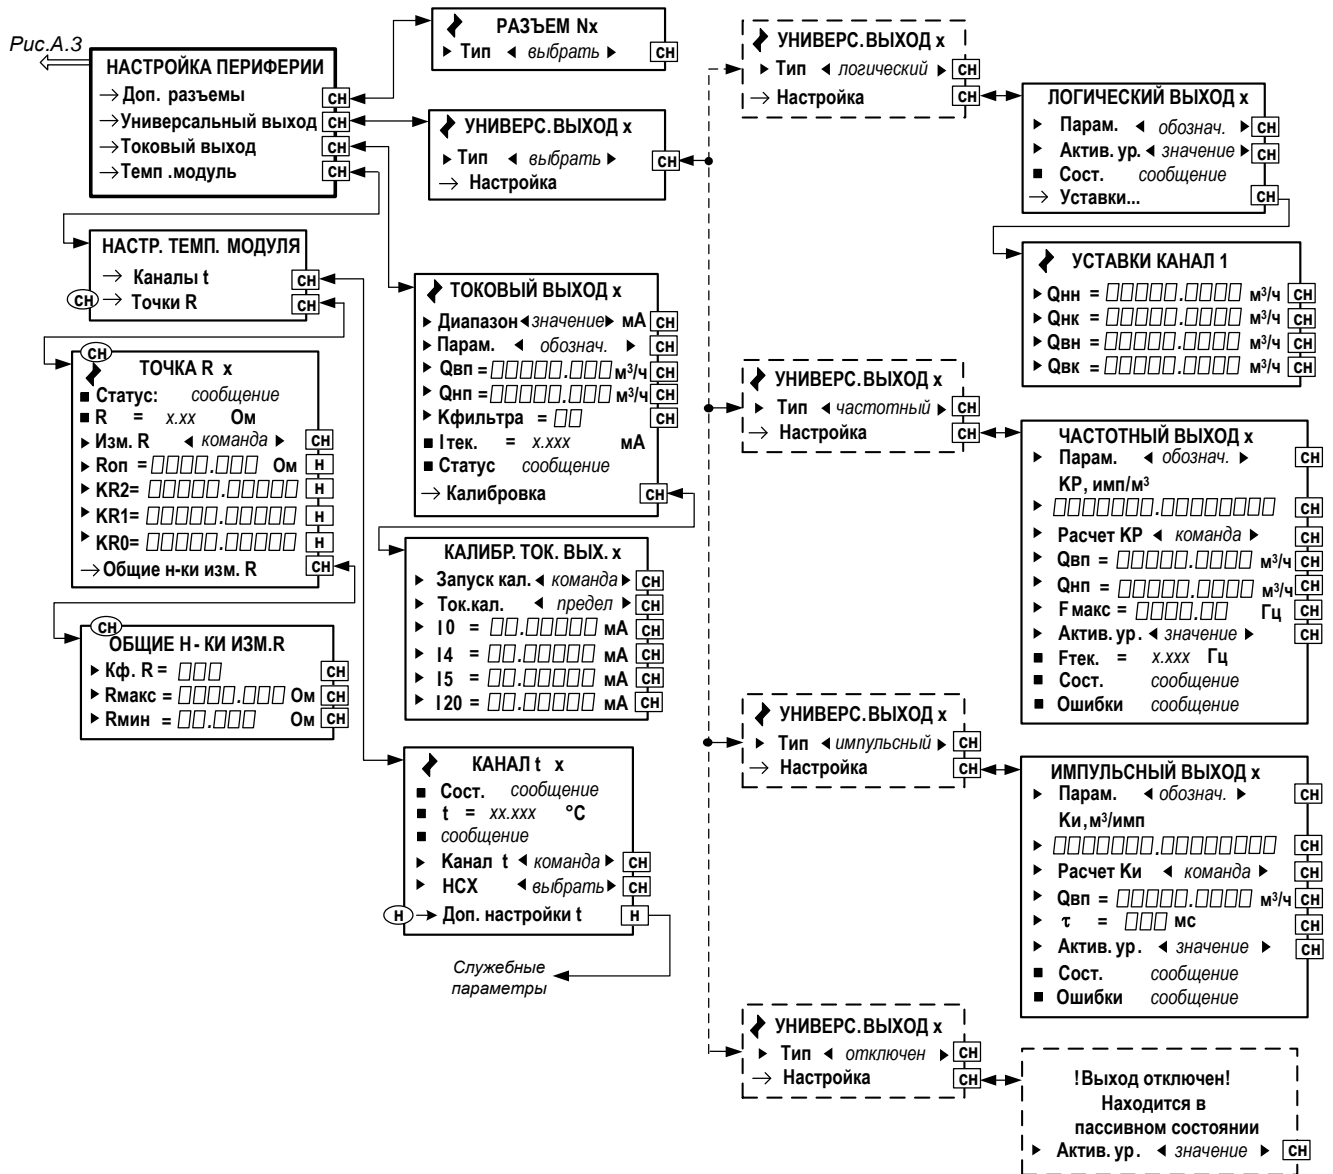 Рис.А.3
НАСТРОЙКА ПЕРИФЕРИИ
→Доп. разъемы СН
→Универсальный выход СН
→Токовый выход СН
→Темп .модуль СН
РАЗЪЕМ Nx
▶ Тип ◀ выбрать ▶ СН
УНИВЕРС.ВЫХОД x
▶ Тип ◀ выбрать ▶ СН
→ Настройка
НАСТР. ТЕМП. МОДУЛЯ
→ Каналы t СН
СН → Точки R СН
СН
ТОЧКА R x
■ Статус: сообщение
■ R = x.xx Ом
▶ Изм. R ◀ команда ▶ СН
▶ Rоп =□□□□.□□□ Ом Н
▶ KR2= □□□□□.□□□□□ Н
▶ KR1= □□□□□.□□□□□ Н
▶ KR0= □□□□□.□□□□□ Н
→Общие н-ки изм. R СН
СН
ОБЩИЕ Н - КИ ИЗМ.R
▶ Кф. R = □□□ СН
▶ Rмакс = □□□□.□□□ Ом СН
▶ Rмин = □□.□□□ Ом СН
ТОКОВЫЙ ВЫХОД x
▶ Диапазон ◀значение▶ мА СН
▶ Парам. ◀ обознач. ▶ СН
▶ Qвп =□□□□□.□□□ м³/ч СН
▶ Qнп =□□□□□.□□□ м³/ч СН
▶ Кфильтра = □□ СН
■ I тек. = x.xxx мА
■ Статус сообщение
→ Калибровка СН
КАЛИБР. ТОК. ВЫХ. x
▶ Запуск кал. ◀ команда ▶ СН
▶ Ток.кал. ◀ предел ▶ СН
▶ I 0 = □□.□□□□□ мА СН
▶ I 4 = □□.□□□□□ мА СН
▶ I 5 = □□.□□□□□ мА СН
▶ I 20 = □□.□□□□□ мА СН
КАНАЛ t x
■ Сост. сообщение
■ t = xx.xxx °C
■ сообщение
▶ Канал t ◀ команда ▶ СН
▶ НСХ ◀ выбрать ▶ СН
Н → Доп. настройки t Н
Служебные
параметры
УНИВЕРС.ВЫХОД x
▶ Тип ◀ логический ▶ СН
→ Настройка СН
ЛОГИЧЕСКИЙ ВЫХОД x
▶ Парам. ◀ обознач. ▶ СН
▶ Актив. ур. ◀ значение ▶ СН
■ Сост. сообщение
→ Уставки... СН
УСТАВКИ КАНАЛ 1
▶ Qнн = □□□□□.□□□□ м³/ч СН
▶ Qнк = □□□□□.□□□□ м³/ч СН
▶ Qвн = □□□□□.□□□□ м³/ч СН
▶ Qвк = □□□□□.□□□□ м³/ч СН
УНИВЕРС.ВЫХОД x
▶ Тип ◀ частотный ▶ СН
→ Настройка СН
ЧАСТОТНЫЙ ВЫХОД x
▶ Парам. ◀ обознач. ▶ СН
КР, имп/м³
▶ □□□□□□□.□□□□□□□□ СН
▶ Расчет КР ◀ команда ▶ СН
▶ Qвп = □□□□□.□□□□ м³/ч СН
▶ Qнп = □□□□□.□□□□ м³/ч СН
▶ F макс = □□□□.□□ Гц СН
▶ Актив. ур. ◀ значение ▶ СН
■ Fтек. = x.xxx Гц
■ Сост. сообщение
■ Ошибки сообщение
УНИВЕРС.ВЫХОД x
▶ Тип ◀ импульсный ▶ СН
→ Настройка СН
ИМПУЛЬСНЫЙ ВЫХОД x
▶ Парам. ◀ обознач. ▶ СН
Ки,м³/имп
▶ □□□□□□□.□□□□□□□□ СН
▶ Расчет Ки ◀ команда ▶ СН
▶ Qвп = □□□□□.□□□□ м³/ч СН
▶ τ = □□□ мс СН
▶ Актив. ур. ◀ значение ▶ СН
■ Сост. сообщение
■ Ошибки сообщение
УНИВЕРС.ВЫХОД x
▶ Тип ◀ отключен ▶ СН
→ Настройка СН
!Выход отключен!
Находится в
пассивном состоянии
▶ Актив. ур. ◀ значение ▶ СН